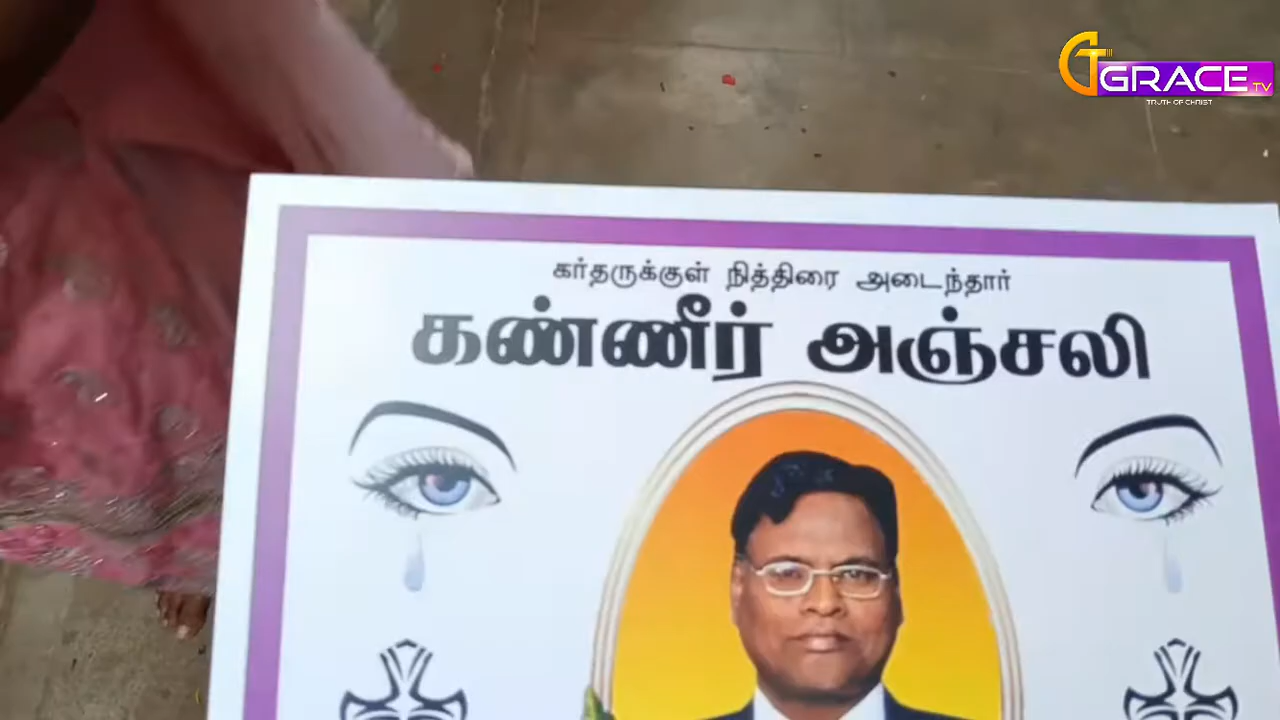 GRACE TV
TRUTH OF CHRIST
கர்தருக்குள் நித்திரை அடைந்தார்
கண்ணீர் அஞ்சலி